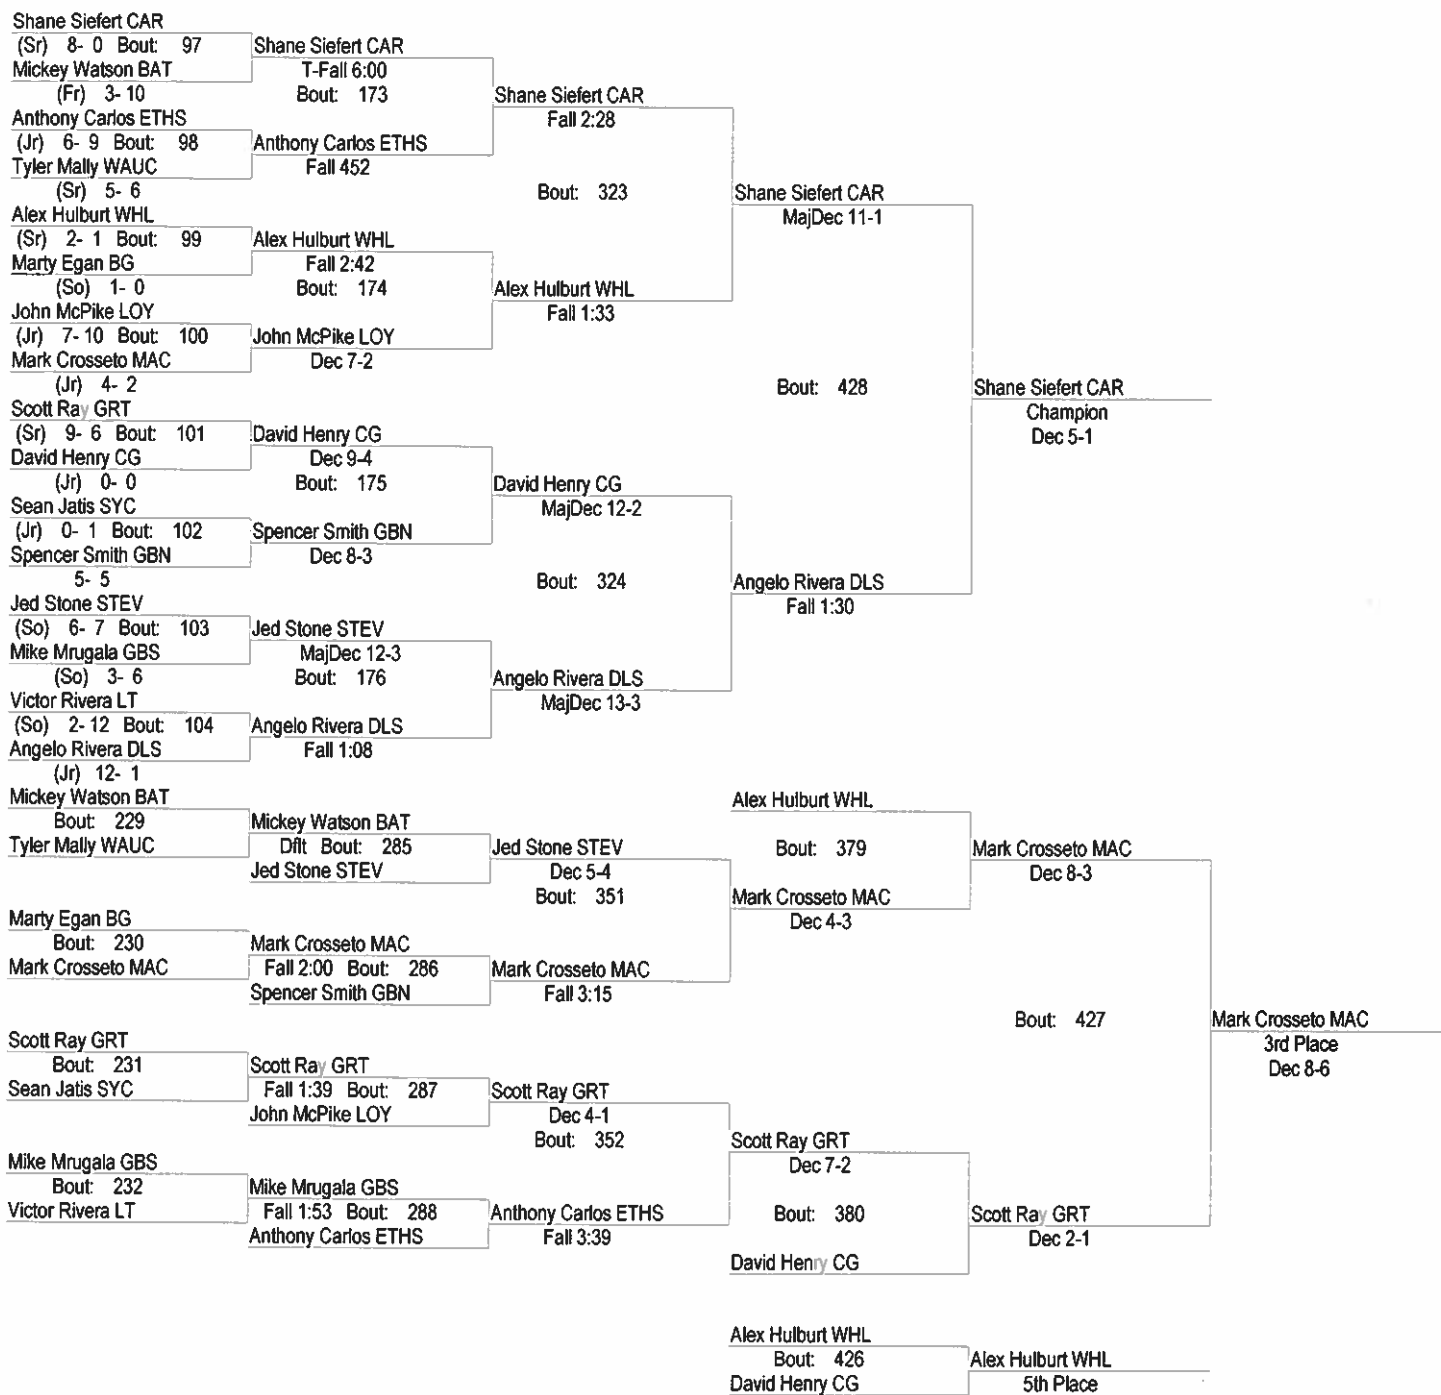 Shane Siefert CAR
(Sr) 8- 0 Bout: 97
Mickey Watson BAT
(Fr) 3- 10
Anthony Carlos ETHS
(Jr) 6- 9 Bout: 98
Tyler Mally WAUC
(Sr) 5- 6
Alex Hulburt WHL
(Sr) 2- 1 Bout: 99
Marty Egan BG
(So) 1- 0
John McPike LOY
(Jr) 7- 10 Bout: 100
Mark Crosseto MAC
(Jr) 4- 2
Scott Ray GRT
(Sr) 9- 6 Bout: 101
David Henry CG
(Jr) 0- 0
Sean Jatis SYC
(Jr) 0- 1 Bout: 102
Spencer Smith GBN
5- 5
Jed Stone STEV
(So) 6- 7 Bout: 103
Mike Mrugala GBS
(So) 3- 6
Victor Rivera LT
(So) 2- 12 Bout: 104
Angelo Rivera DLS
(Jr) 12- 1
Shane Siefert CAR
T-Fall 6:00
Bout: 173
Anthony Carlos ETHS
Fall 452
Alex Hulburt WHL
Fall 2:42
Bout: 174
John McPike LOY
Dec 7-2
David Henry CG
Dec 9-4
Bout: 175
Spencer Smith GBN
Dec 8-3
Jed Stone STEV
MajDec 12-3
Bout: 176
Angelo Rivera DLS
Fall 1:08
Shane Siefert CAR
Fall 2:28
Bout: 323
Alex Hulburt WHL
Fall 1:33
David Henry CG
MajDec 12-2
Bout: 324
Angelo Rivera DLS
MajDec 13-3
Shane Siefert CAR
MajDec 11-1
Bout: 428
Angelo Rivera DLS
Fall 1:30
Shane Siefert CAR
Champion
Dec 5-1
Mickey Watson BAT
Bout: 229
Tyler Mally WAUC
Marty Egan BG
Bout: 230
Mark Crosseto MAC
Scott Ray GRT
Bout: 231
Sean Jatis SYC
Mike Mrugala GBS
Bout: 232
Victor Rivera LT
Mickey Watson BAT
Dflt Bout: 285
Jed Stone STEV
Mark Crosseto MAC
Fall 2:00 Bout: 286
Spencer Smith GBN
Scott Ray GRT
Fall 1:39 Bout: 287
John McPike LOY
Mike Mrugala GBS
Fall 1:53 Bout: 288
Anthony Carlos ETHS
Jed Stone STEV
Dec 5-4
Bout: 351
Mark Crosseto MAC
Fall 3:15
Scott Ray GRT
Dec 4-1
Bout: 352
Anthony Carlos ETHS
Fall 3:39
Alex Hulburt WHL
Bout: 379
Mark Crosseto MAC
Dec 4-3
Scott Ray GRT
Dec 7-2
Bout: 380
David Henry CG
Mark Crosseto MAC
Dec 8-3
Bout: 427
Scott Ray GRT
Dec 2-1
Mark Crosseto MAC
3rd Place
Dec 8-6
Alex Hulburt WHL
Bout: 426
David Henry CG
Alex Hulburt WHL
5th Place